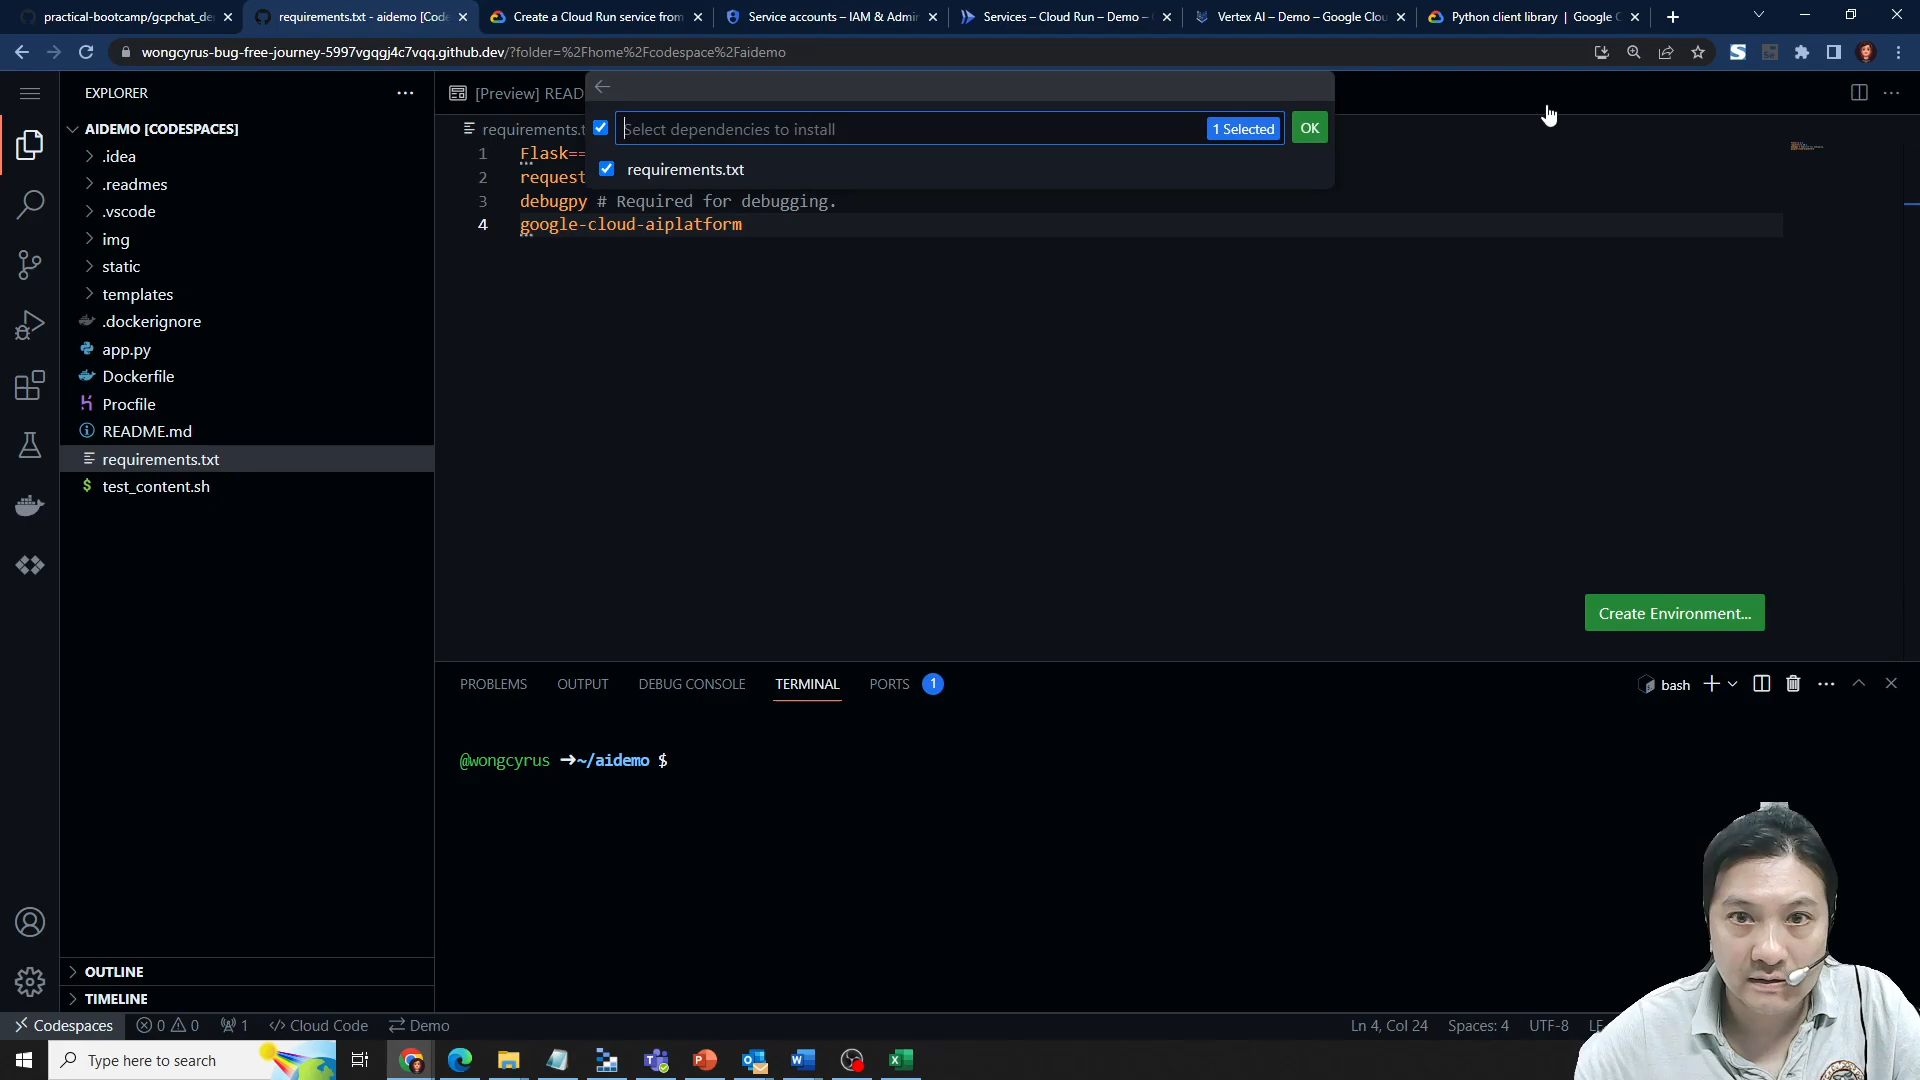 practical-bootcamp/gcpchat_de
requirements.txt - aidemo [Cod
Create a Cloud Run service from
Service accounts – IAM & Admin
Services – Cloud Run – Demo –
Vertex AI – Demo – Google Clou
Python client library | Google C
wongcyrus-bug-free-journey-5997vgqgj4c7vqq.github.dev/?folder=%2Fhome%2Fcodespace%2Faidemo
EXPLORER
[Preview] READ
AIDEMO [CODESPACES]
requirements.t
Select dependencies to install
1 Selected
OK
requirements.txt
.idea
.readmes
.vscode
img
static
templates
.dockerignore
app.py
Dockerfile
Procfile
README.md
requirements.txt
$ test_content.sh
1 Flask==
2 request
3 debugpy # Required for debugging.
4 google-cloud-aiplatform
Create Environment...
PROBLEMS
OUTPUT
DEBUG CONSOLE
TERMINAL
PORTS
1
bash
@wongcyrus ➜~/aidemo $
OUTLINE
TIMELINE
Codespaces
0 0
1
Cloud Code
Demo
Ln 4, Col 24
Spaces: 4
UTF-8
LF
Type here to search